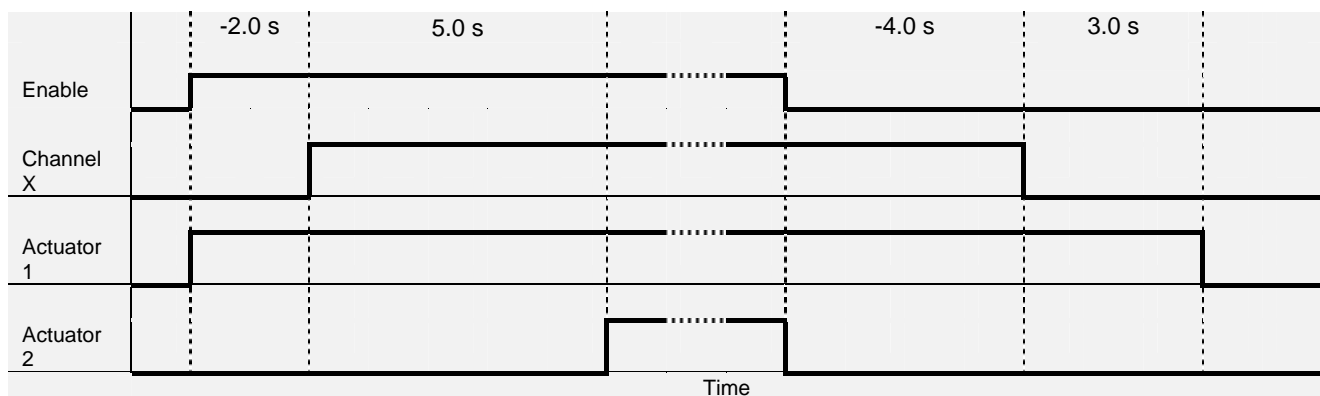 -2.0 s 5.0 s -4.0 s 3.0 s
Enable
Channel
X
Actuator
1
Actuator
2
Time